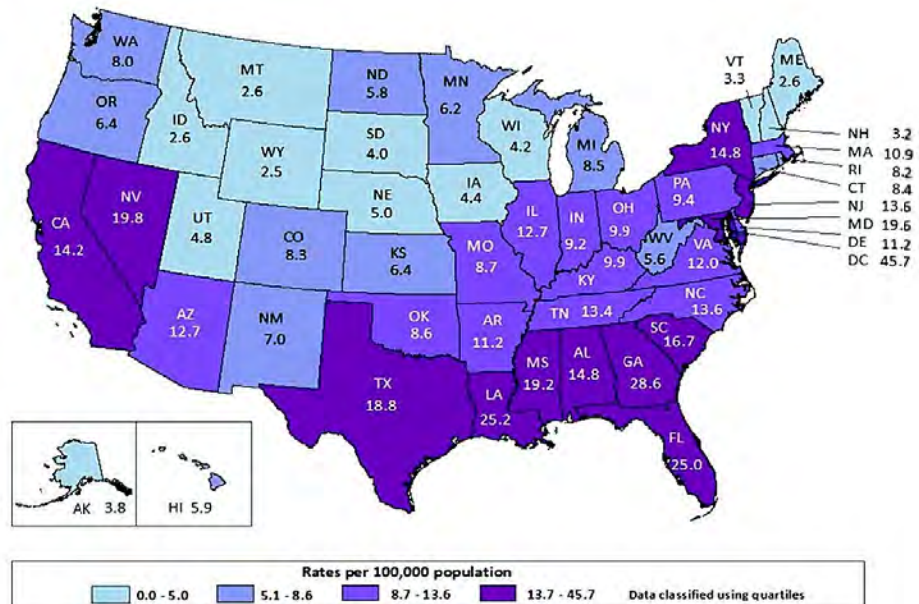 WA
8.0
MT
2.6
ND
5.8
MN
6.2
VT
3.3
ME
2.6
OR
6.4
ID
2.6
SD
4.0
WI
4.2
MI
8.5
NY
14.8
NH 3.2
MA 10.9
RI 8.2
CT 8.4
NJ 13.6
MD 19.6
DE 11.2
DC 45.7
WY
2.5
NE
5.0
IA
4.4
PA
9.4
NV
19.8
UT
4.8
CO
8.3
KS
6.4
MO
8.7
IL
12.7
IN
9.2
OH
9.9
WV
5.6
VA
12.0
CA
14.2
KY
9.9
AZ
12.7
NM
7.0
OK
8.6
AR
11.2
TN 13.4
NC
13.6
SC
16.7
MS
19.2
AL
14.8
GA
28.6
TX
18.8
LA
25.2
FL
25.0
AK 3.8
HI 5.9
Rates per 100,000 population
0.0 - 5.0 5.1 - 8.6 8.7 - 13.6 13.7 - 45.7 Data classified using quartiles